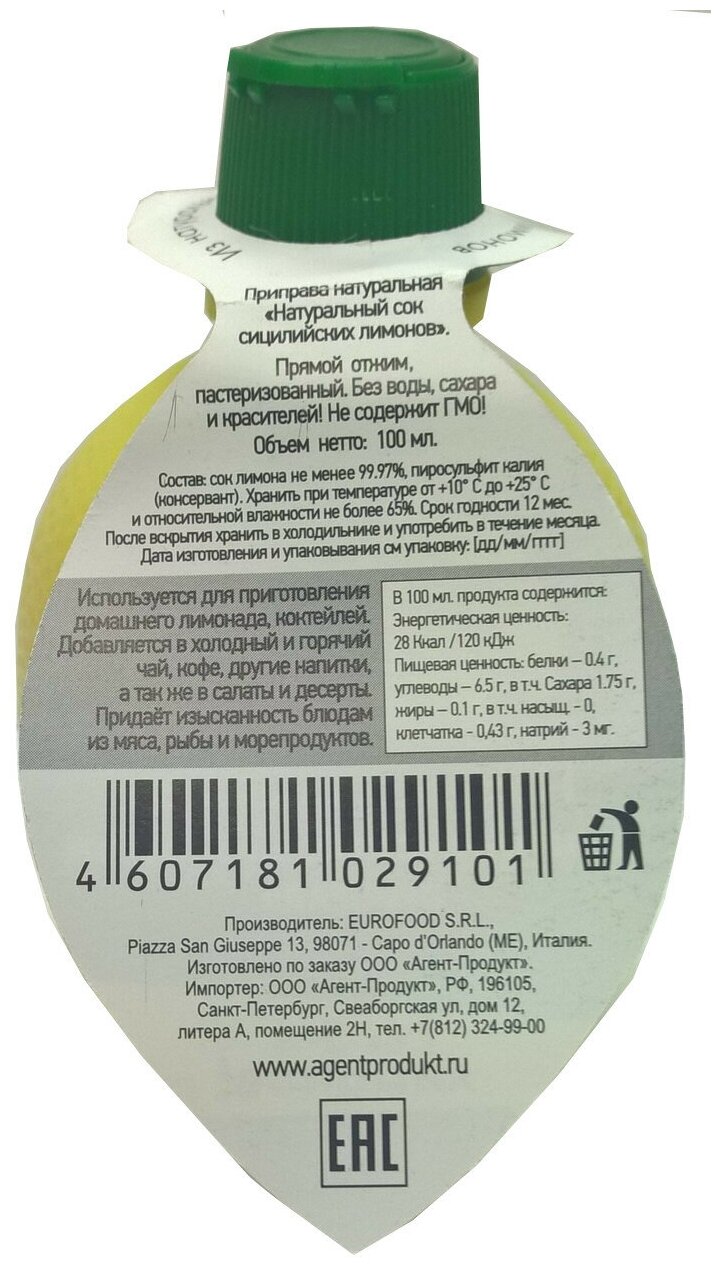 Из натур
монов
Приправа натуральная
«Натуральный сок
сицилийских лимонов».
Прямой отжим,
пастеризованный. Без воды, сахара
и красителей! Не содержит ГМО!
Объем нетто: 100 мл.
Состав: сок лимона не менее 99.97%, пиросульфит калия
(консервант). Хранить при температуре от +10° С до +25° С
и относительной влажности не более 65%. Срок годности 12 мес.
После вскрытия хранить в холодильнике и употребить в течение месяца.
Дата изготовления и упаковывания см упаковку: [дд/мм/гггг]
Используется для приготовления
домашнего лимонада, коктейлей.
Добавляется в холодный и горячий
чай, кофе, другие напитки,
а так же в салаты и десерты.
Придаёт изысканность блюдам
из мяса, рыбы и морепродуктов.
В 100 мл. продукта содержится:
Энергетическая ценность:
28 Ккал /120 кДж
Пищевая ценность: белки – 0.4 г,
углеводы – 6.5 г, в т.ч. Сахара 1.75 г,
жиры – 0.1 г, в т.ч. насыщ. - 0,
клетчатка - 0,43 г, натрий - 3 мг.
4 607181 029101
Производитель: EUROFOOD S.R.L.,
Piazza San Giuseppe 13, 98071 - Capo d'Orlando (ME), Италия.
Изготовлено по заказу ООО «Агент-Продукт».
Импортер: ООО «Агент-Продукт», РФ, 196105,
Санкт-Петербург, Свеаборгская ул, дом 12,
литера А, помещение 2Н, тел. +7(812) 324-99-00
www.agentprodukt.ru
EAC